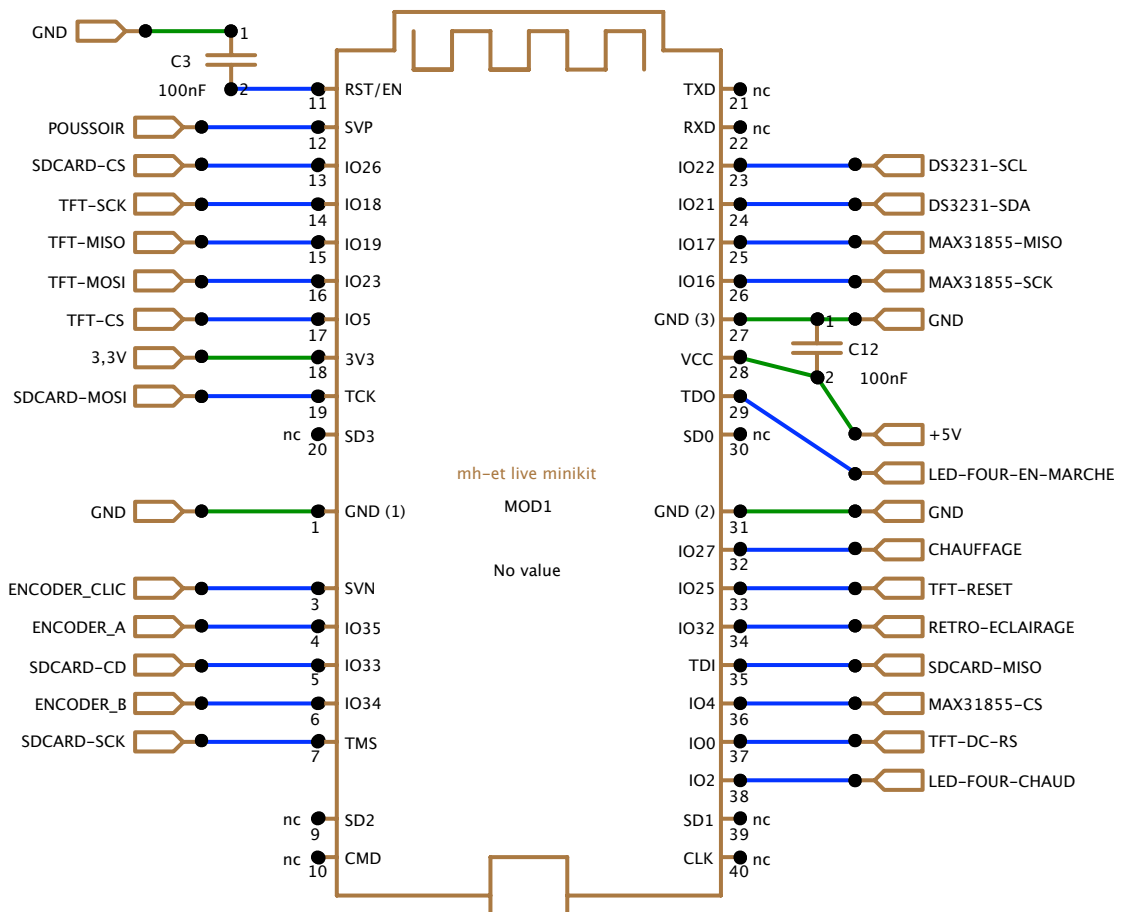 GND 1
C3
100nF 2 RST/EN TXD nc
11 21
POUSSOIR SVP RXD nc
12 22
SDCARD-CS IO26 IO22 DS3231-SCL
13 23
TFT-SCK IO18 IO21 DS3231-SDA
14 24
TFT-MISO IO19 IO17 MAX31855-MISO
15 25
TFT-MOSI IO23 IO16 MAX31855-SCK
16 26
TFT-CS IO5 GND (3) 1 GND
17 27
3,3V 3V3 VCC C12
18 28 2 100nF
SDCARD-MOSI TCK TDO
19 29
nc SD3 SD0 nc +5V
20 30
mh-et live minikit LED-FOUR-EN-MARCHE
MOD1
GND GND (1) GND (2) GND
1 31
IO27 CHAUFFAGE
32
No value
ENCODER_CLIC SVN IO25 TFT-RESET
3 33
ENCODER_A IO35 IO32 RETRO-ECLAIRAGE
4 34
SDCARD-CD IO33 TDI SDCARD-MISO
5 35
ENCODER_B IO34 IO4 MAX31855-CS
6 36
SDCARD-SCK TMS IO0 TFT-DC-RS
7 37
IO2 LED-FOUR-CHAUD
38
nc SD2 SD1 nc
9 39
nc CMD CLK nc
10 40